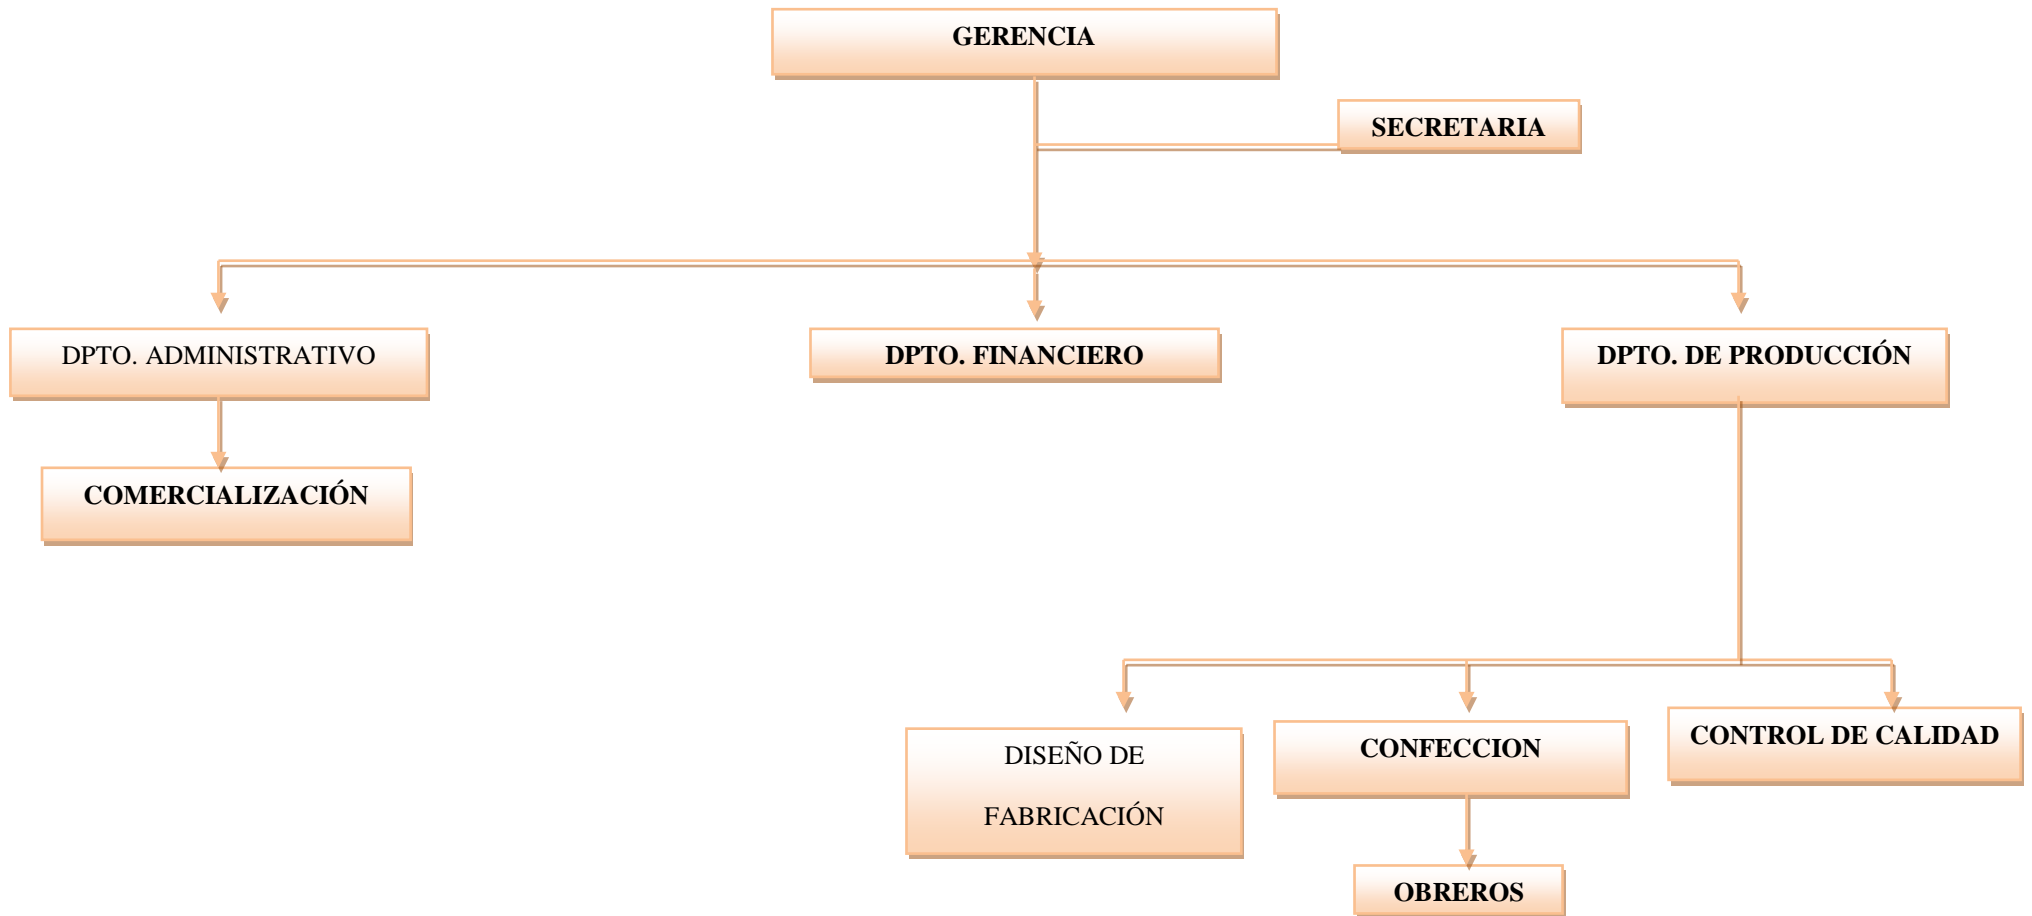 GERENCIA
SECRETARIA
DPTO. ADMINISTRATIVO
DPTO. FINANCIERO
DPTO. DE PRODUCCIÓN
COMERCIALIZACIÓN
DISEÑO DE
FABRICACIÓN
CONFECCION
CONTROL DE CALIDAD
OBREROS